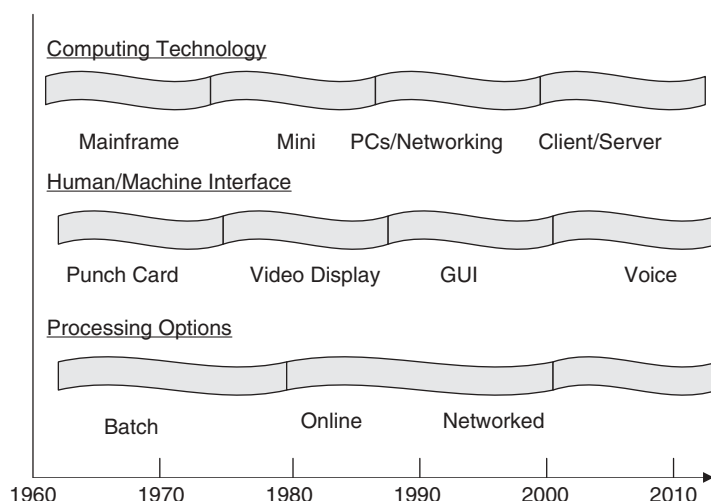 Computing Technology
Mainframe Mini PCs/Networking Client/Server
Human/Machine Interface
Punch Card Video Display GUI Voice
Processing Options
Batch Online Networked
1960 1970 1980 1990 2000 2010